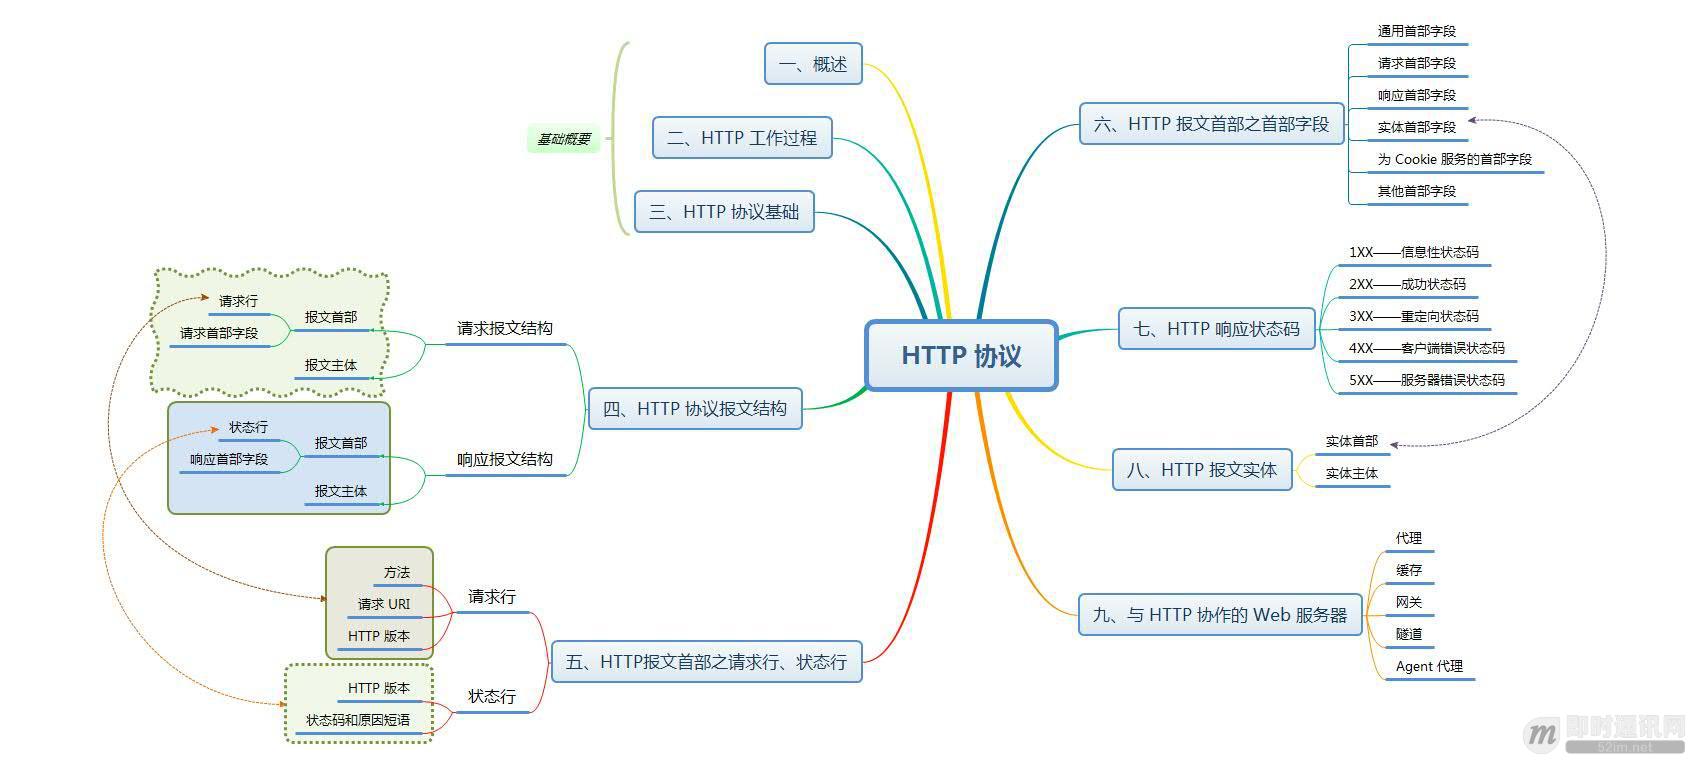 HTTP 协议
基础概要
一、概述
二、HTTP 工作过程
三、HTTP 协议基础
四、HTTP 协议报文结构
请求报文结构
报文首部
请求行
请求首部字段
报文主体
响应报文结构
报文首部
状态行
响应首部字段
报文主体
五、HTTP报文首部之请求行、状态行
请求行
方法
请求 URI
HTTP 版本
状态行
HTTP 版本
状态码和原因短语
六、HTTP 报文首部之首部字段
通用首部字段
请求首部字段
响应首部字段
实体首部字段
为 Cookie 服务的首部字段
其他首部字段
七、HTTP 响应状态码
1XX——信息性状态码
2XX——成功状态码
3XX——重定向状态码
4XX——客户端错误状态码
5XX——服务器错误状态码
八、HTTP 报文实体
实体首部
实体主体
九、与 HTTP 协作的 Web 服务器
代理
缓存
网关
隧道
Agent 代理
m
即时通讯网
52im.net